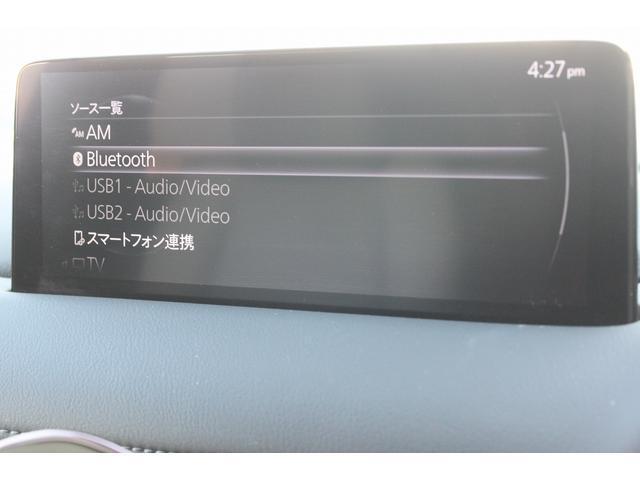 4:27pm
ソース一覧
AM AM
Bluetooth
USB1 - Audio/Video
USB2 - Audio/Video
スマートフォン連携
TV